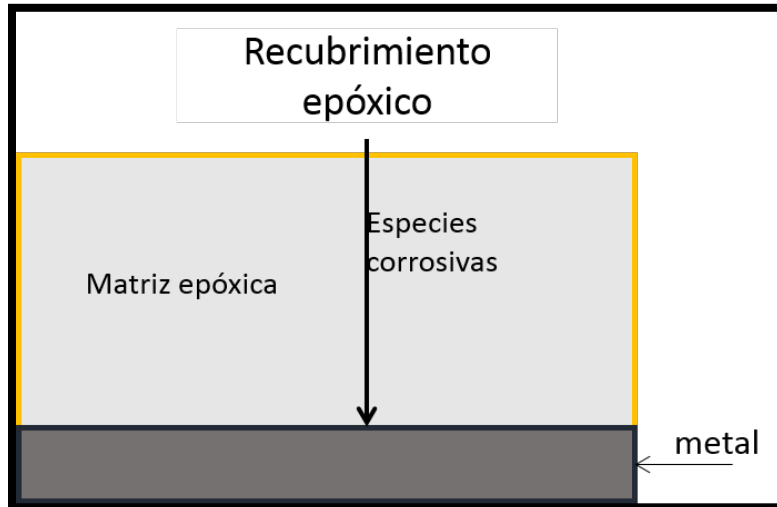 Recubrimiento
epóxico
Especies
corrosivas
Matriz epóxica
metal